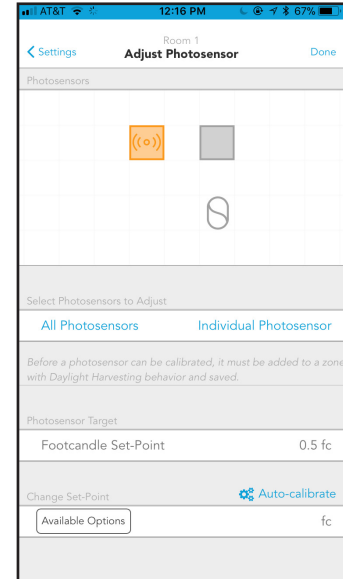 AT&T 12:16 PM 67%
Room 1
Settings Adjust Photosensor Done
Photosensors
Select Photosensors to Adjust
All Photosensors Individual Photosensor
Before a photosensor can be calibrated, it must be added to a zone
with Daylight Harvesting behavior and saved.
Photosensor Target
Footcandle Set-Point 0.5 fc
Change Set-Point Auto-calibrate
Available Options fc